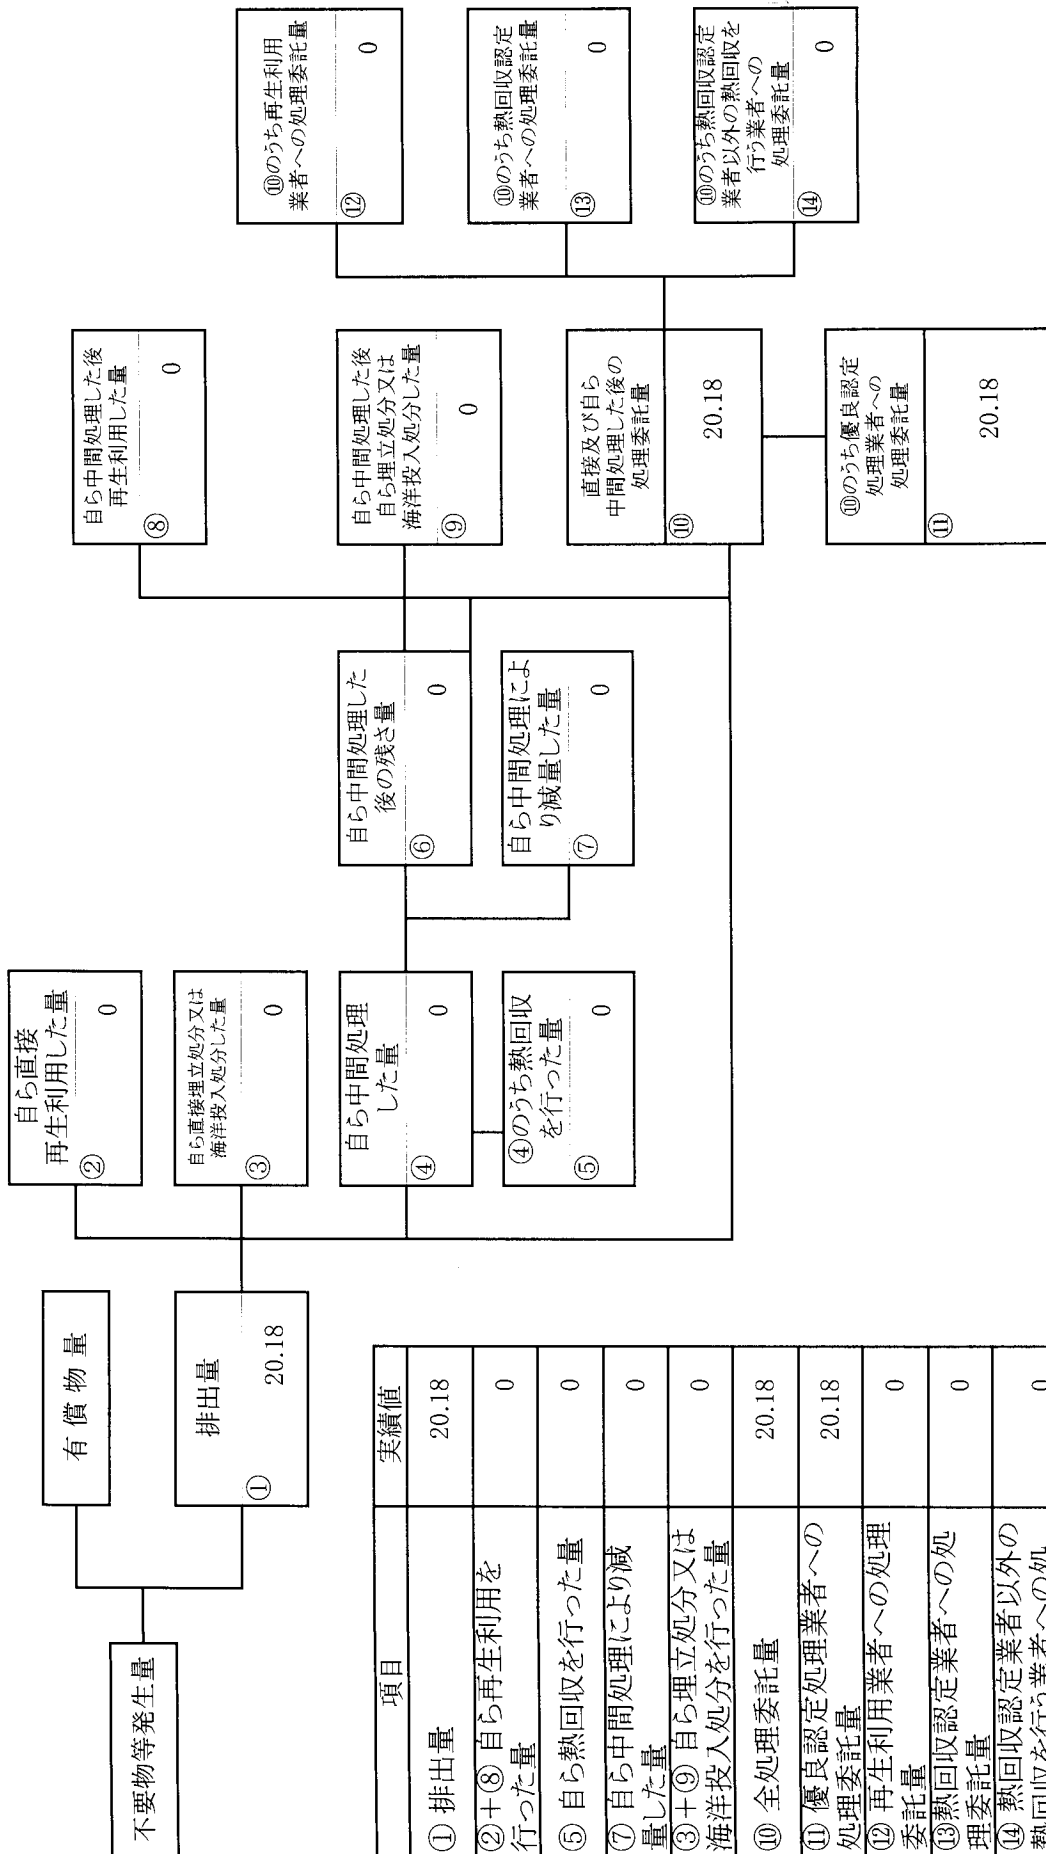 不要物等発生量
有償物量
排出量
①
20.18
自ら直接
再生利用した量
②
0
自ら直接埋立処分又は
海洋投入処分した量
③
0
自ら中間処理
した量
④
0
④のうち熱回収
を行った量
⑤
0
自ら中間処理した
後の残さ量
⑥
0
自ら中間処理によ
り減量した量
⑦
0
自ら中間処理した後
再生利用した量
⑧
0
自ら中間処理した後
自ら埋立処分又は
海洋投入処分した量
⑨
0
直接及び自ら
中間処理した後の
処理委託量
⑩
20.18
⑩のうち優良認定
処理業者への
処理委託量
⑪
20.18
⑩のうち再生利用
業者への処理委託量
⑫
0
⑩のうち熱回収認定
業者への処理委託量
⑬
0
⑩のうち熱回収認定
業者以外の熱回収を
行う業者への
処理委託量
⑭
0
項目 実績値
① 排出量 20.18
②+⑧ 自ら再生利用を
行った量 0
⑤ 自ら熱回収を行った量 0
⑦ 自ら中間処理により減
量した量 0
③+⑨ 自ら埋立処分又は
海洋投入処分を行った量 0
⑩ 全処理委託量 20.18
⑪ 優良認定処理業者への
処理委託量 20.18
⑫ 再生利用業者への処理
委託量 0
⑬熱回収認定業者への処
理委託量 0
⑭ 熱回収認定業者以外の
熱回収を行う業者への処 0